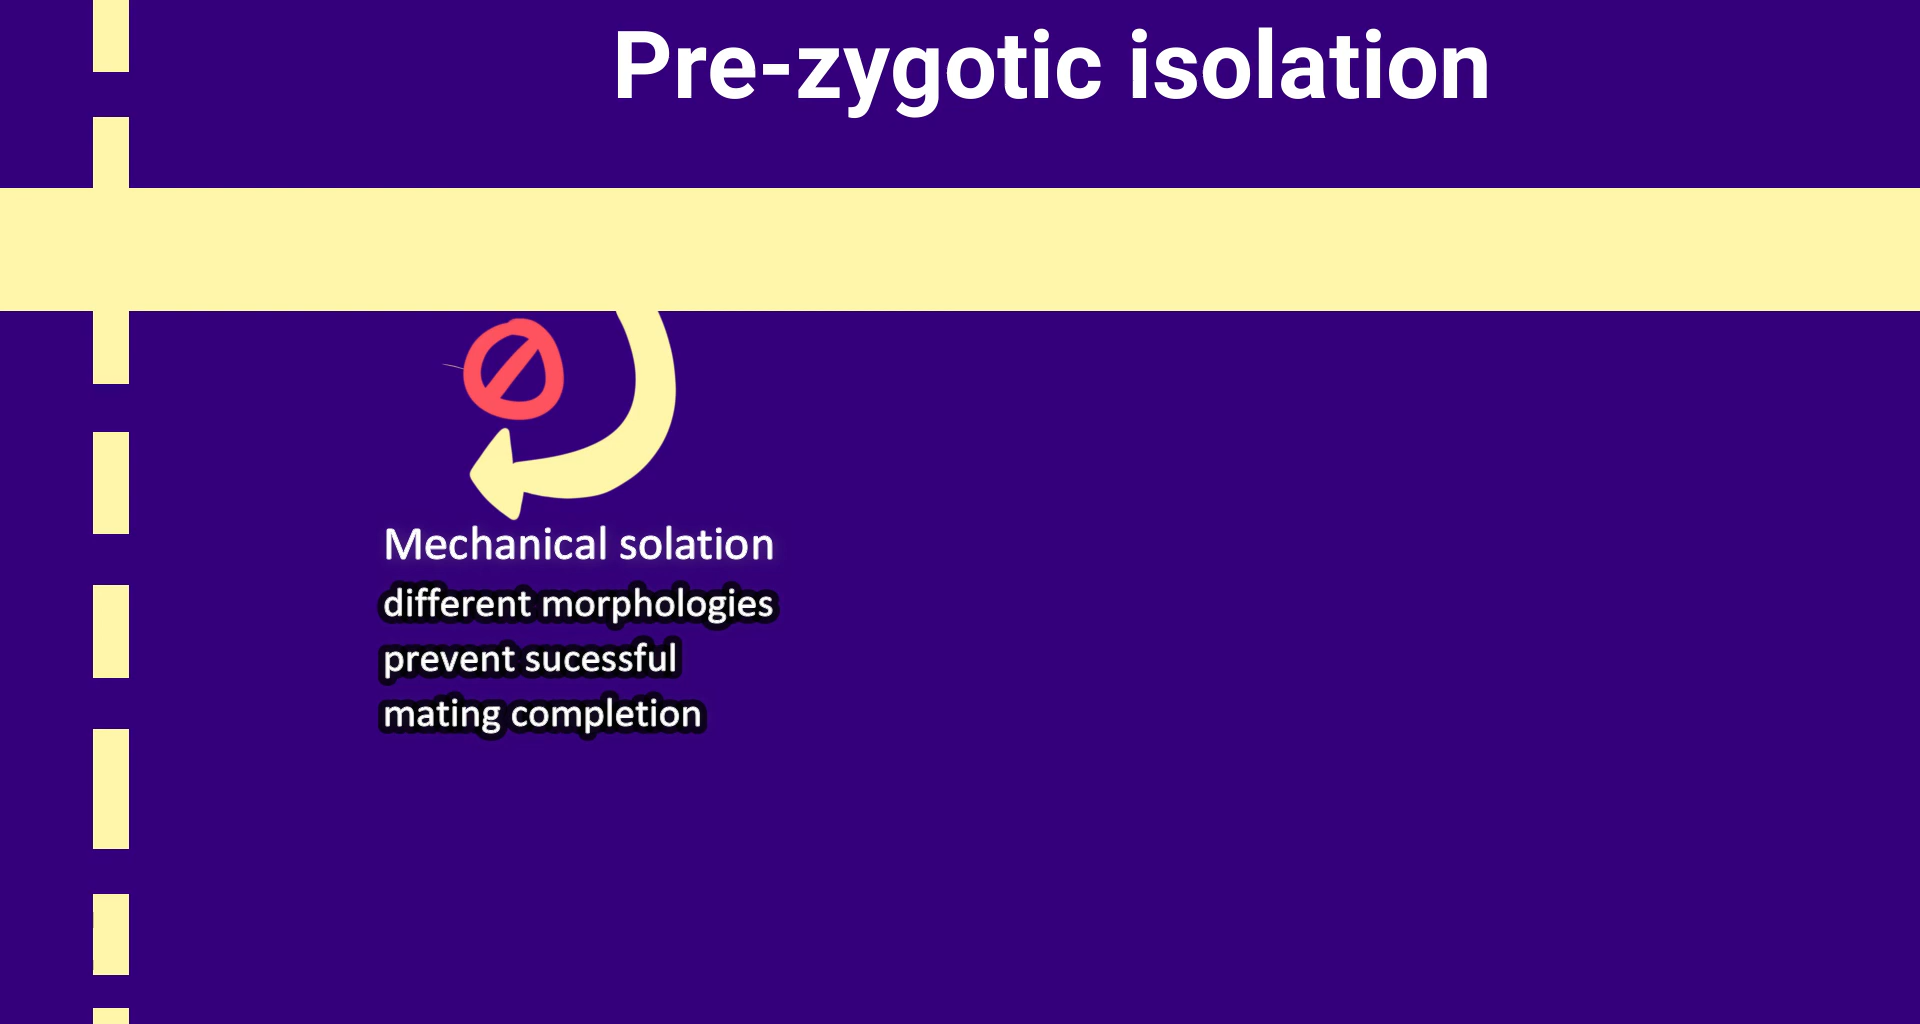 Pre-zygotic isolation
Mechanical solation
different morphologies
prevent sucessful
mating completion